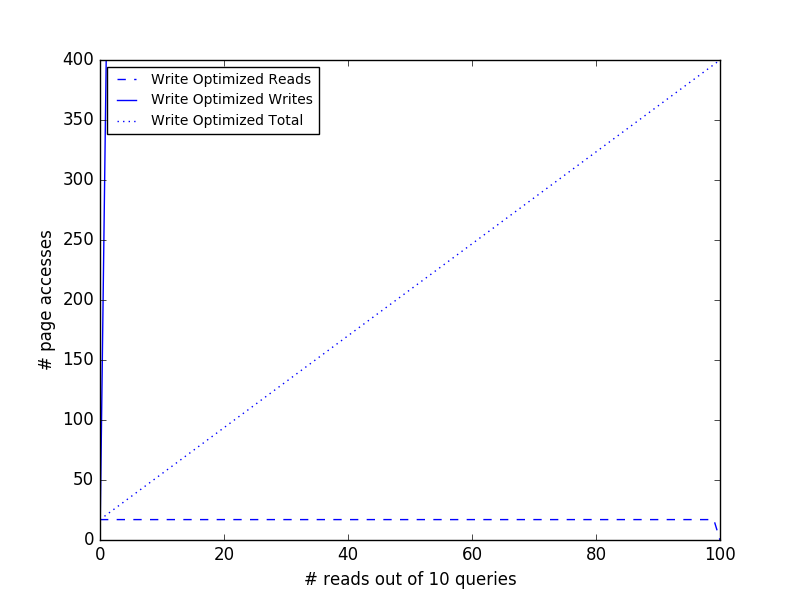 400
350
300
250
200
150
100
50
0
# page accesses
Write Optimized Reads
Write Optimized Writes
Write Optimized Total
0 20 40 60 80 100
# reads out of 10 queries